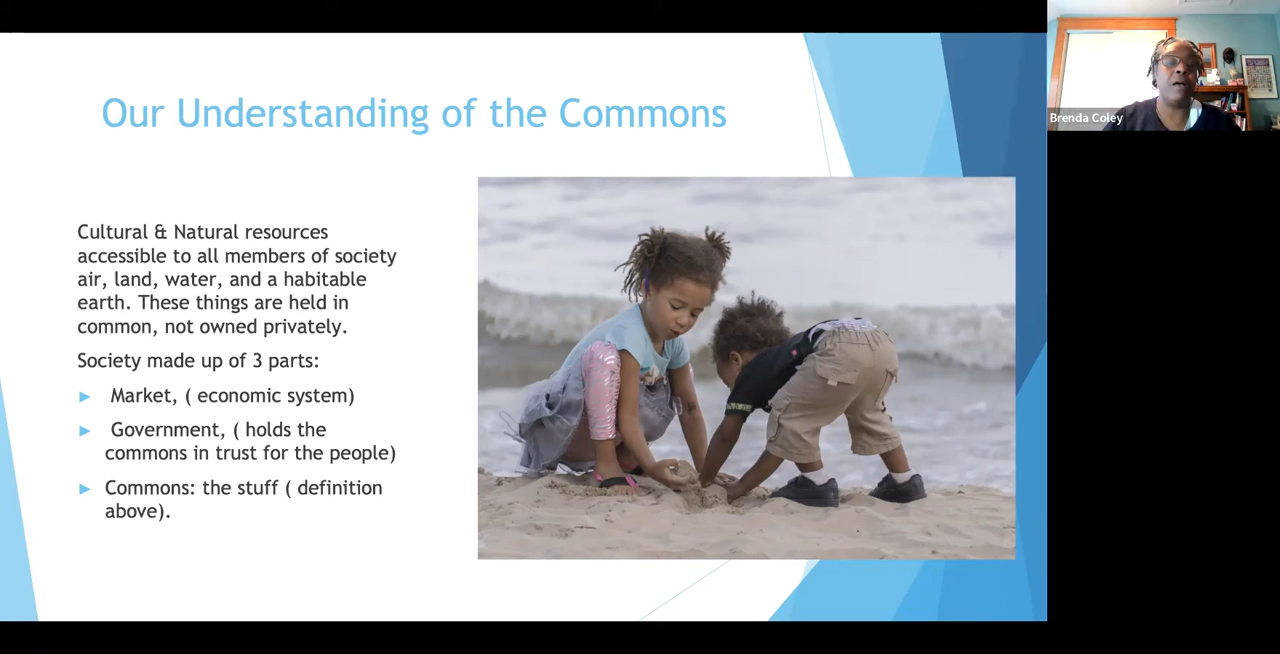 Our Understanding of the Commons
Brenda Coley
Cultural & Natural resources
accessible to all members of society
air, land, water, and a habitable
earth. These things are held in
common, not owned privately.
Society made up of 3 parts:
► Market, ( economic system)
► Government, ( holds the
commons in trust for the people)
► Commons: the stuff ( definition
above).